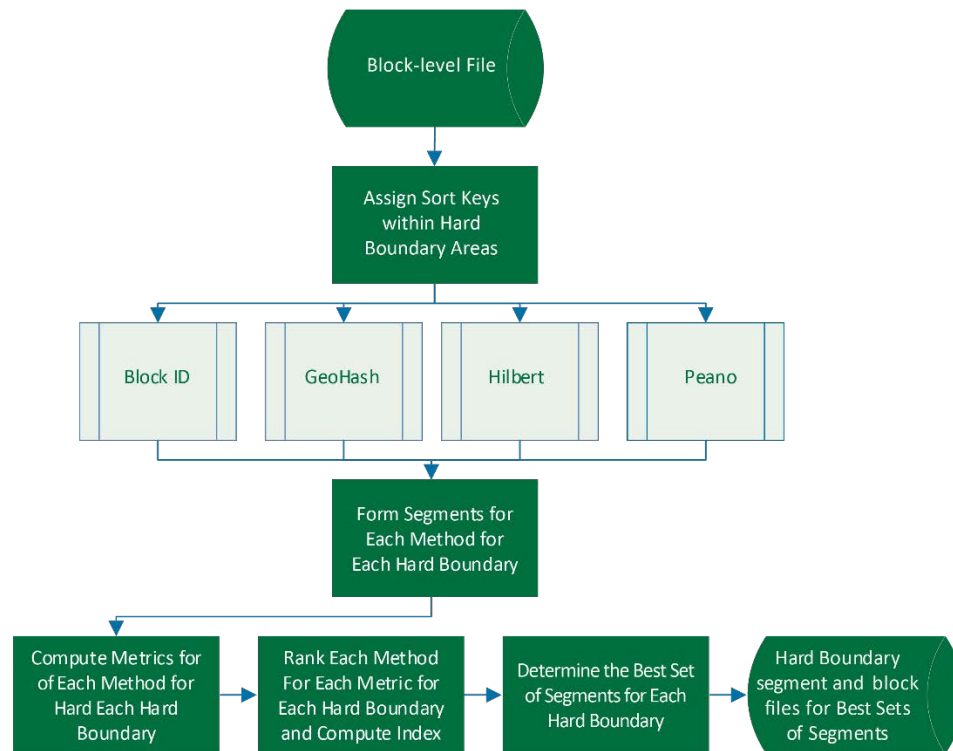 Block-level File
Assign Sort Keys
within Hard
Boundary Areas
Block ID
GeoHash
Hilbert
Peano
Form Segments for
Each Method for
Each Hard Boundary
Compute Metrics for
of Each Method for
Hard Each Hard
Boundary
Rank Each Method
For Each Metric for
Each Hard Boundary
and Compute Index
Determine the Best Set
of Segments for Each
Hard Boundary
Hard Boundary
segment and block
files for Best Sets
of Segments